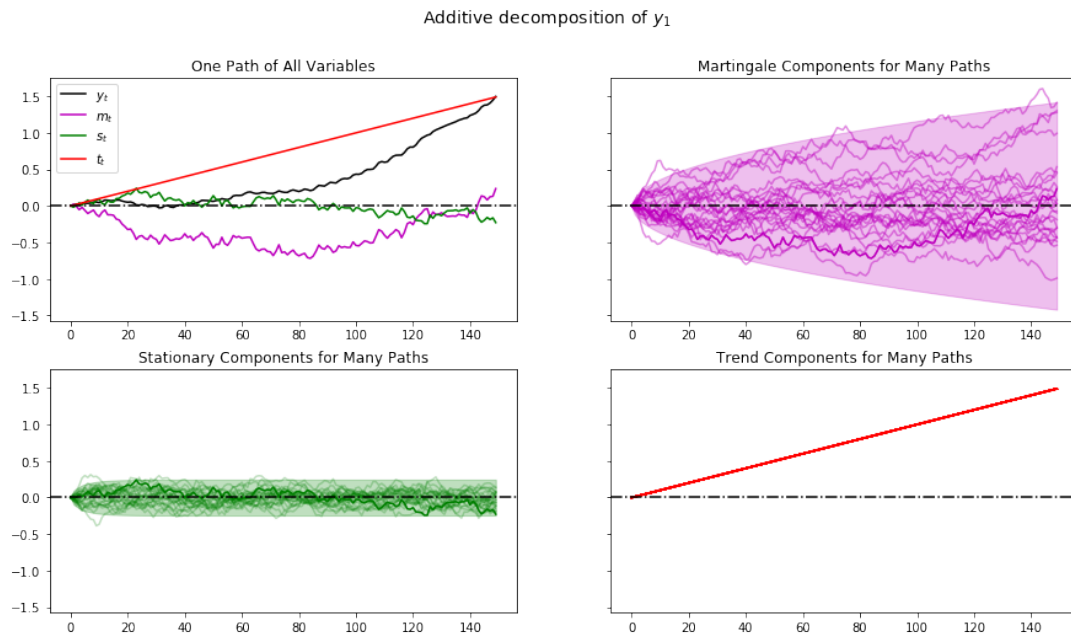 Additive decomposition of y₁
One Path of All Variables
1.5
1.0
0.5
0.0
−0.5
−1.0
−1.5
yₜ
mₜ
sₜ
tₜ
0 20 40 60 80 100 120 140
Martingale Components for Many Paths
0 20 40 60 80 100 120 140
Stationary Components for Many Paths
1.5
1.0
0.5
0.0
−0.5
−1.0
−1.5
0 20 40 60 80 100 120 140
Trend Components for Many Paths
0 20 40 60 80 100 120 140